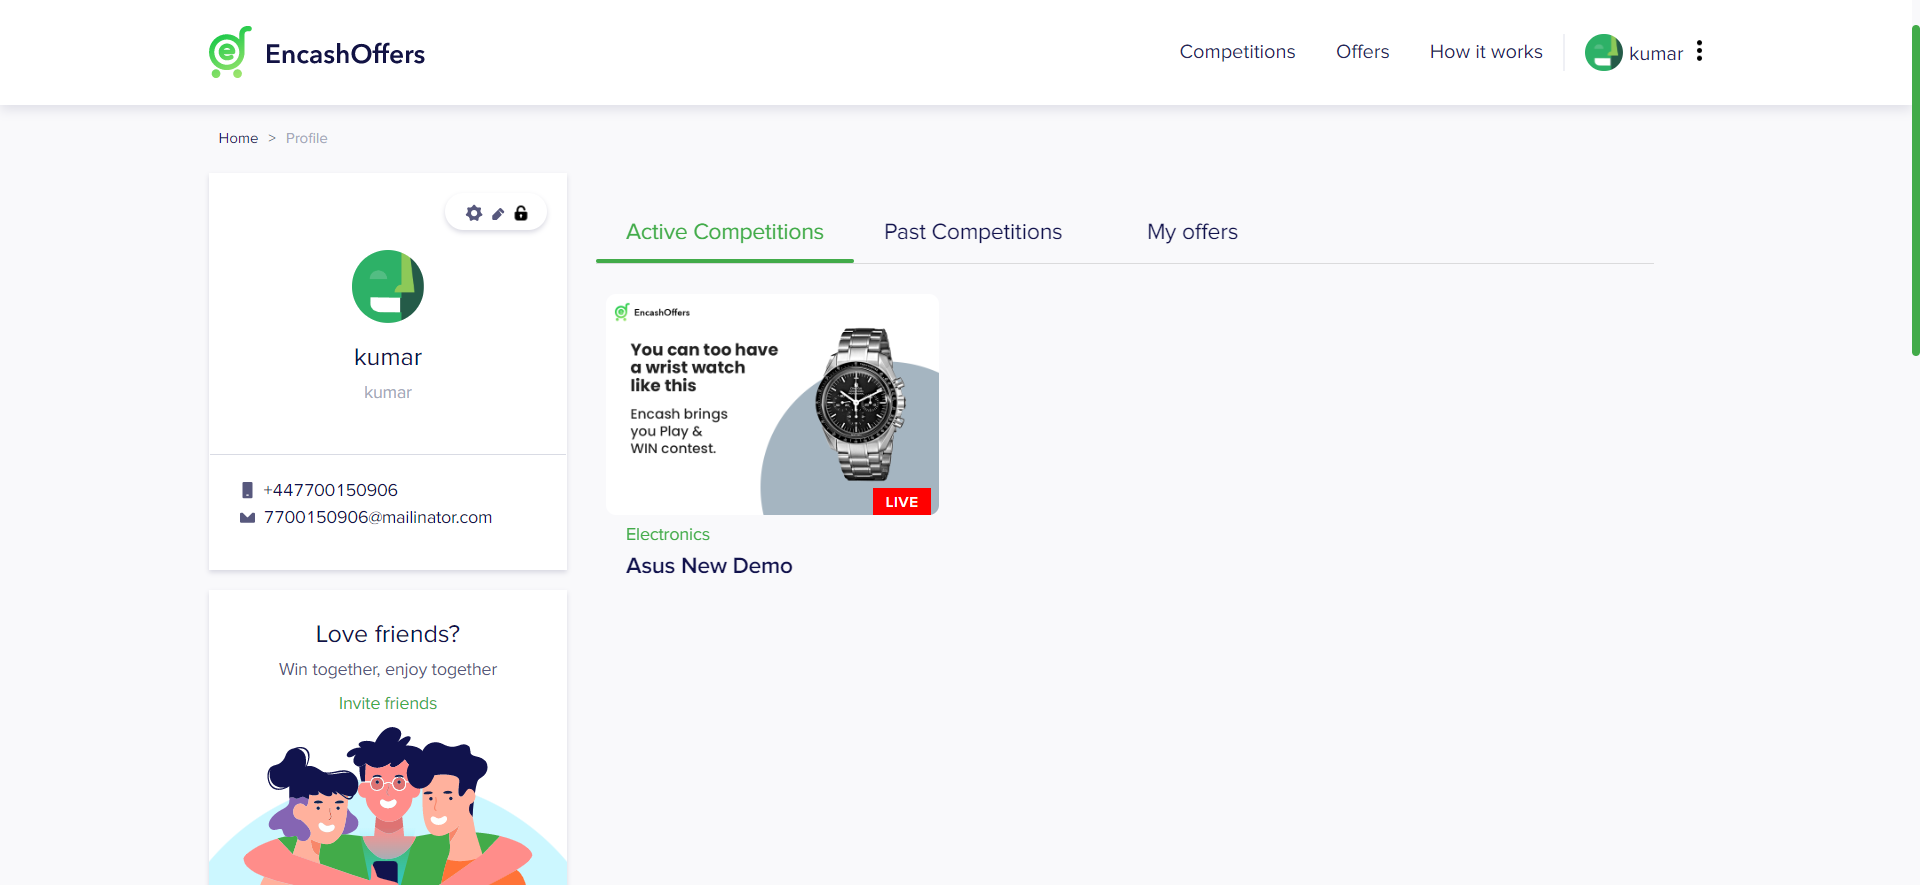 EncashOffers
Competitions
Offers
How it works
kumar
Home > Profile
kumar
kumar
+447700150906
7700150906@mailinator.com
Love friends?
Win together, enjoy together
Invite friends
Active Competitions
Past Competitions
My offers
EncashOffers
You can too have
a wrist watch
like this
Encash brings
you Play &
WIN contest.
LIVE
Electronics
Asus New Demo